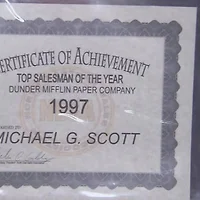 CERTIFICATE OF ACHIEVEMENT
TOP SALESMAN OF THE YEAR
DUNDER MIFFLIN PAPER COMPANY
1997
MICHAEL G. SCOTT